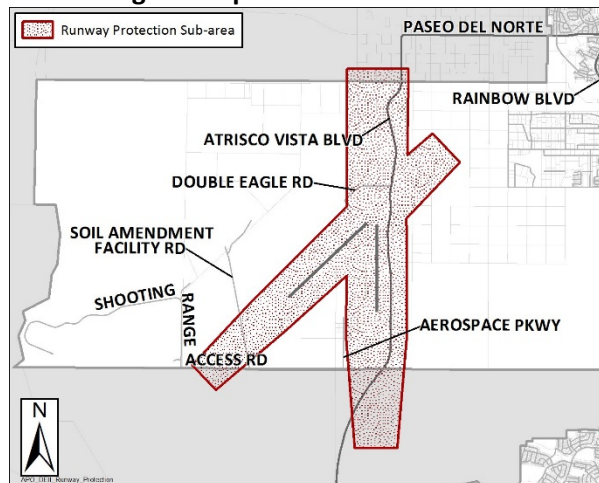 Runway Protection Sub-area
PASEO DEL NORTE
RAINBOW BLVD
ATRISCO VISTA BLVD
DOUBLE EAGLE RD
SOIL AMENDMENT
FACILITY RD
SHOOTING
RANGE
ACCESS RD
AEROSPACE PKWY
N
APO_DEII_Runway_Protection